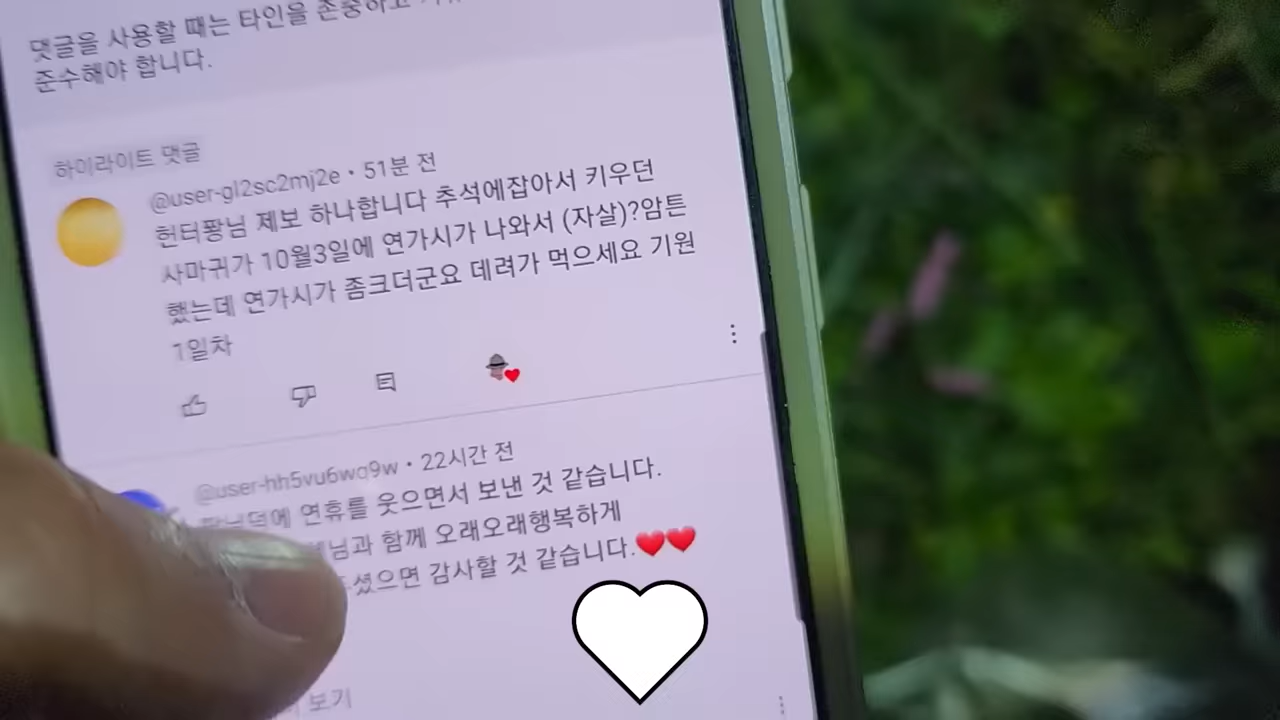 댓글을 사용할 때는 타인을 존중하고
준수해야 합니다.
하이라이트 댓글
@user-gl2sc2mj2e • 51분 전
헌터퐝님 제보 하나합니다 추석에잡아서 키우던
사마귀가 10월3일에 연가시가 나와서 (자살)?암튼
했는데 연가시가 좀크더군요 데려가 먹으세요 기원
1일차
@user-hh5vu6wq9w • 22시간 전
연휴를 웃으면서 보낸 것 같습니다.
함께 오래오래행복하게
감사할 것 같습니다.❤❤
보기